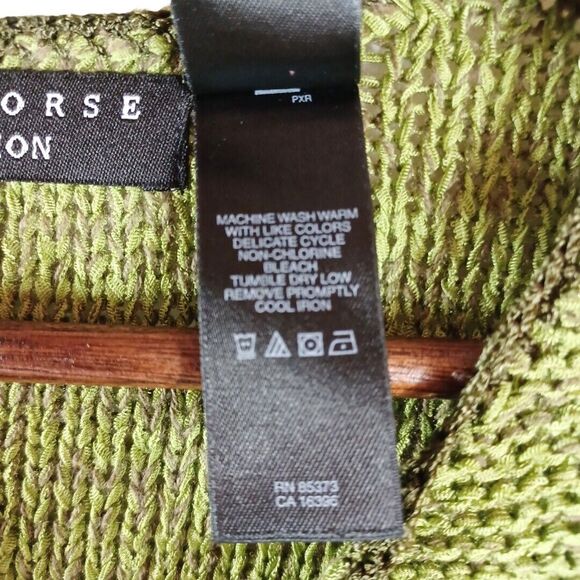 ORSE
ION
PXR
MACHINE WASH WARM
WITH LIKE COLORS
DELICATE CYCLE
NON-CHLORINE
BLEACH
TUMBLE DRY LOW
REMOVE PROMPTLY
COOL IRON
RN 85373
CA 16396